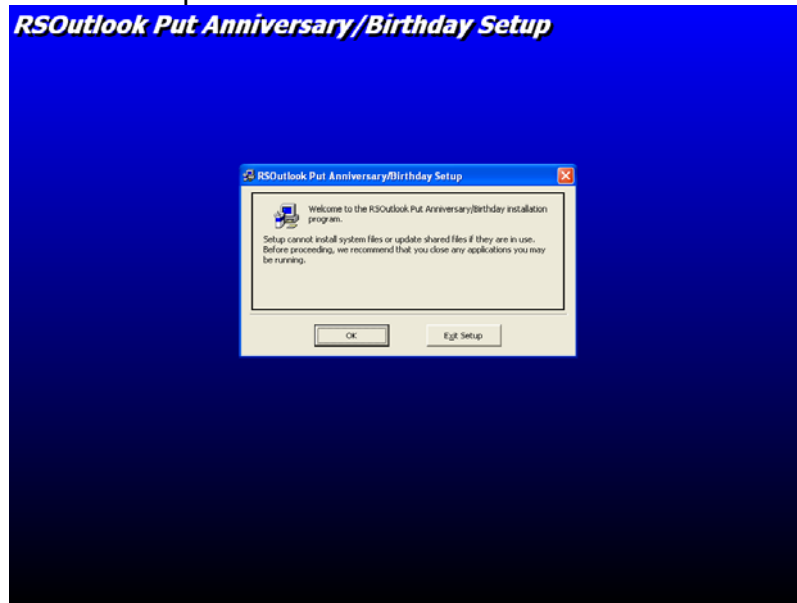 RSOutlook Put Anniversary/Birthday Setup
RSOutlook Put Anniversary/Birthday Setup
Welcome to the RSOutlook Put Anniversary/Birthday installation
program.
Setup cannot install system files or update shared files if they are in use.
Before proceeding, we recommend that you close any applications you may
be running.
OK
Exit Setup